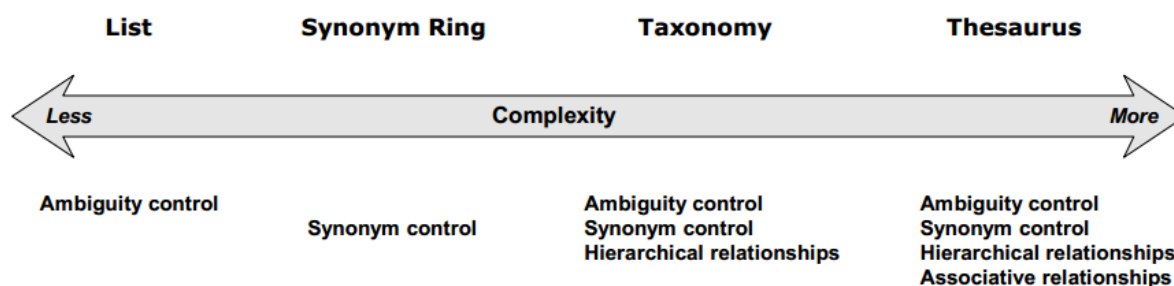 List Synonym Ring Taxonomy Thesaurus
Less Complexity More
Ambiguity control Ambiguity control Ambiguity control
Synonym control Synonym control Synonym control
Hierarchical relationships Hierarchical relationships
Associative relationships